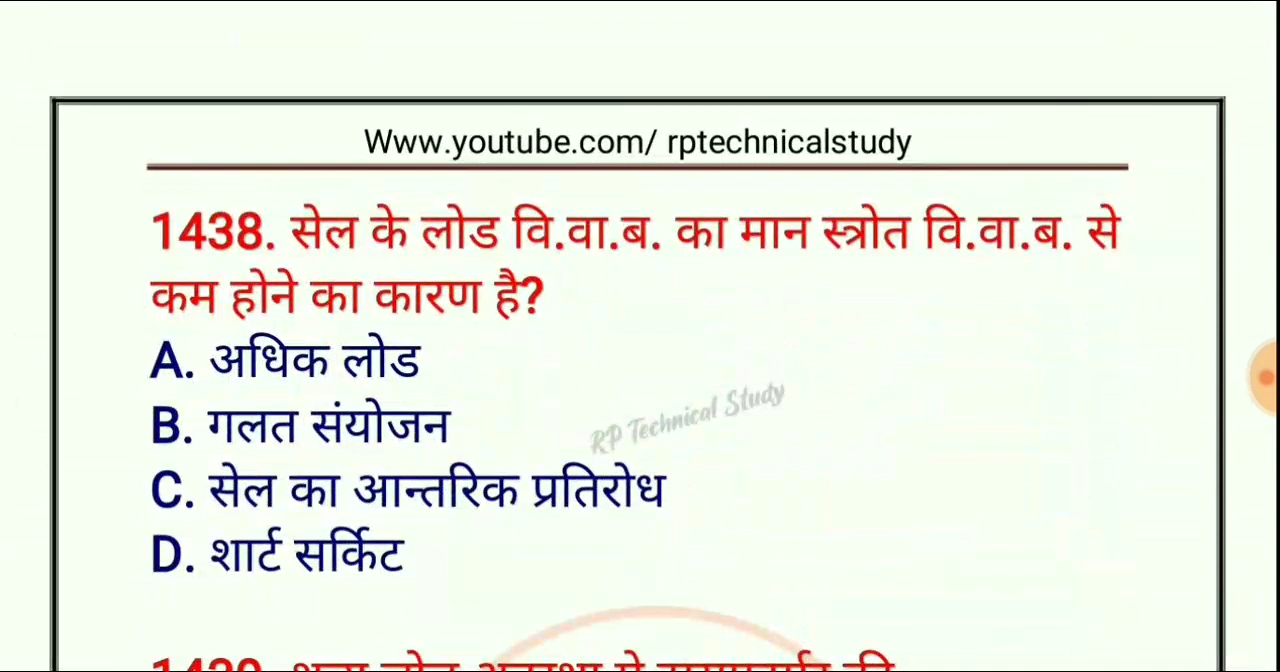 Www.youtube.com/ rptechnicalstudy
1438. सेल के लोड वि.वा.ब. का मान स्त्रोत वि.वा.ब. से
कम होने का कारण है?
A. अधिक लोड
B. गलत संयोजन
RP Technical Study
C. सेल का आन्तरिक प्रतिरोध
D. शार्ट सर्किट